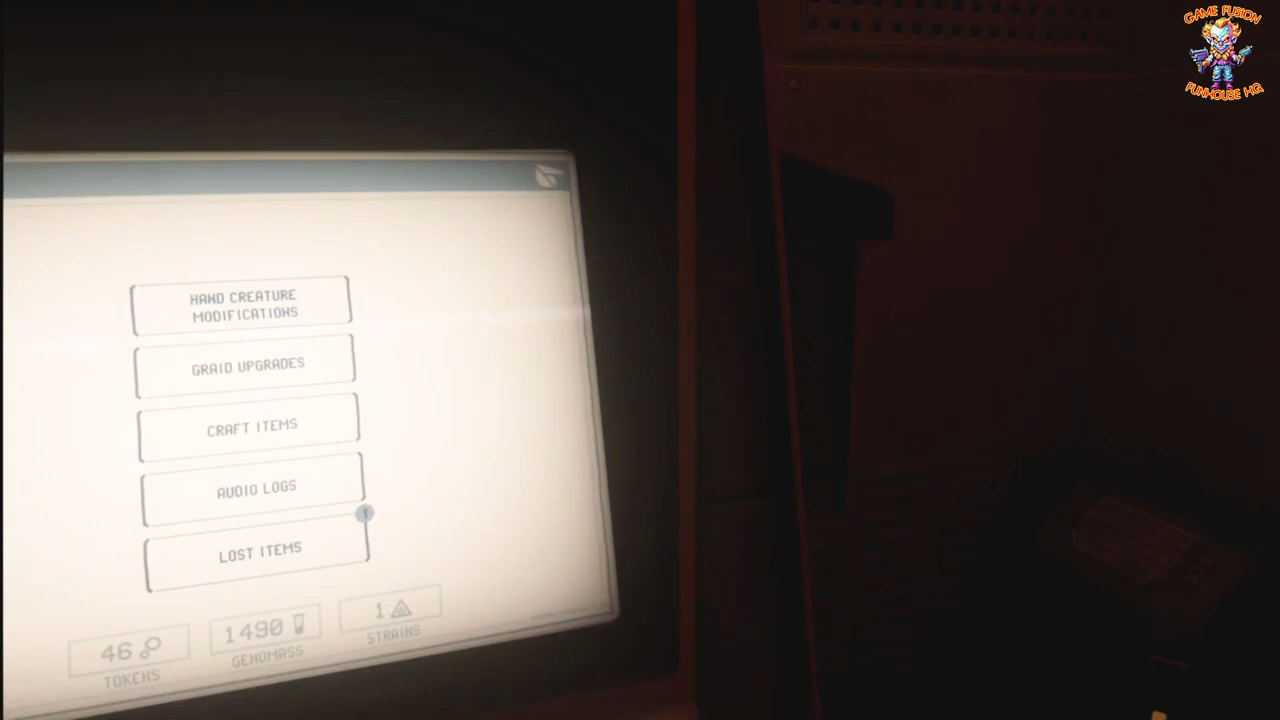 GAME FUSION
FUNHOUSE HQ
HAND CREATURE
MODIFICATIONS
GRAID UPGRADES
CRAFT ITEMS
AUDIO LOGS
1
LOST ITEMS
46
TOKENS
1490
GENOMASS
1
STRAINS